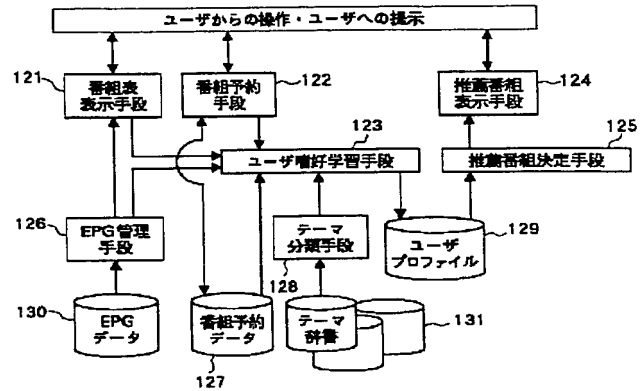 ユーザからの操作・ユーザへの提示
121
番組表
表示手段
番組予約
手段
122
推薦番組
表示手段
124
123
ユーザ嗜好学習手段
125
推薦番組決定手段
126
EPG管理
手段
テーマ
分類手段
128
ユーザ
プロファイル
129
130
EPG
データ
番組予約
データ
127
テーマ
辞書
131